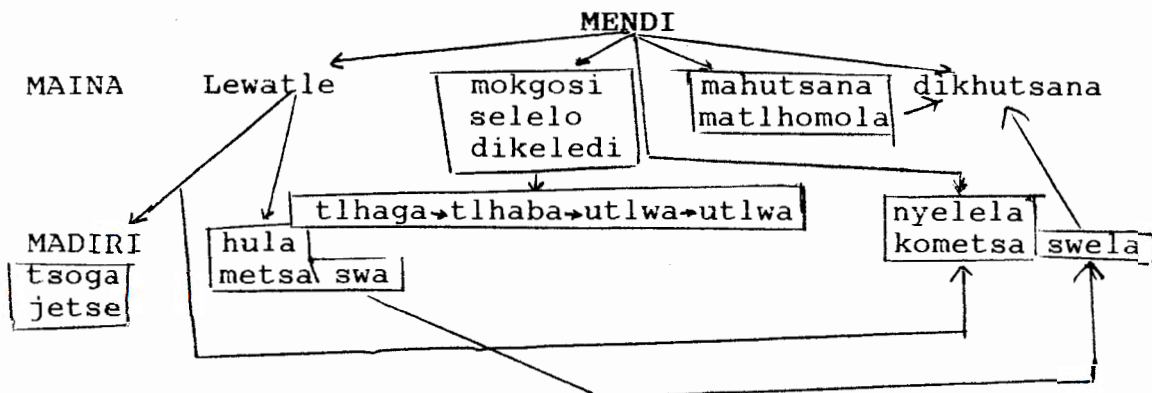 MENDI
MAINA Lewatle mokgosi mahutsana dikhutsana
selelo matlhomola
dikeledi
tlhaga→tlhaba→utlwa→utlwa nyelela
MADIRI hula kometsa swela
tsoga metsa swa
jetse